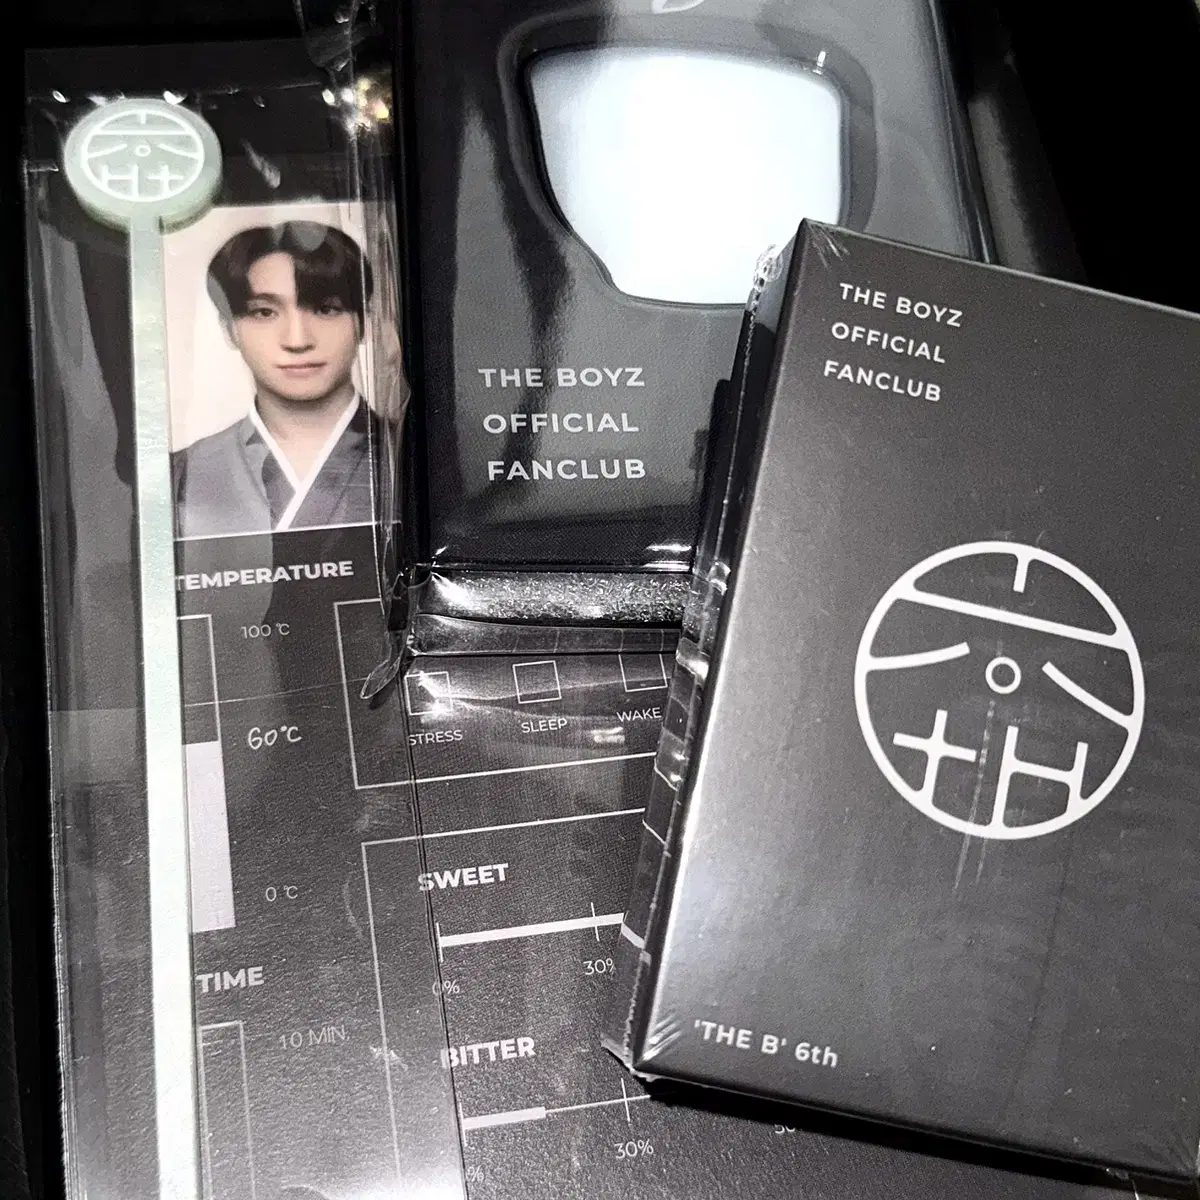 THE BOYZ
OFFICIAL
FANCLUB
THE BOYZ
OFFICIAL
FANCLUB
'THE B' 6th
TEMPERATURE
100 ℃
60℃
0 ℃
TIME
10 MIN.
STRESS
SLEEP
WAKE
SWEET
0%
30%
BITTER
30%